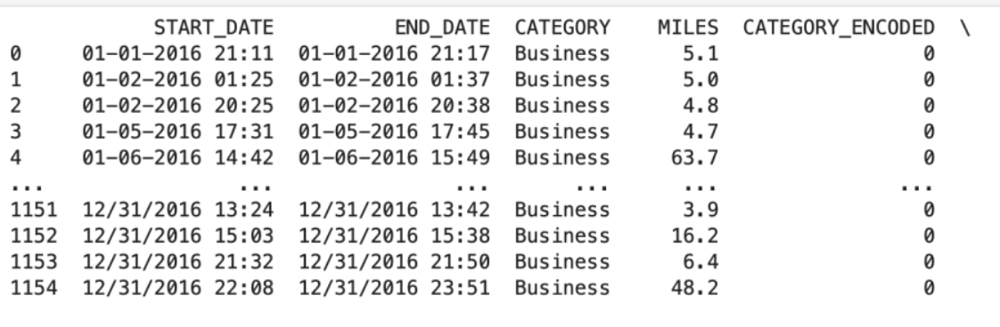 START_DATE END_DATE CATEGORY MILES CATEGORY_ENCODED \
0 01-01-2016 21:11 01-01-2016 21:17 Business 5.1 0
1 01-02-2016 01:25 01-02-2016 01:37 Business 5.0 0
2 01-02-2016 20:25 01-02-2016 20:38 Business 4.8 0
3 01-05-2016 17:31 01-05-2016 17:45 Business 4.7 0
4 01-06-2016 14:42 01-06-2016 15:49 Business 63.7 0
... ... ... ... ... ...
1151 12/31/2016 13:24 12/31/2016 13:42 Business 3.9 0
1152 12/31/2016 15:03 12/31/2016 15:38 Business 16.2 0
1153 12/31/2016 21:32 12/31/2016 21:50 Business 6.4 0
1154 12/31/2016 22:08 12/31/2016 23:51 Business 48.2 0